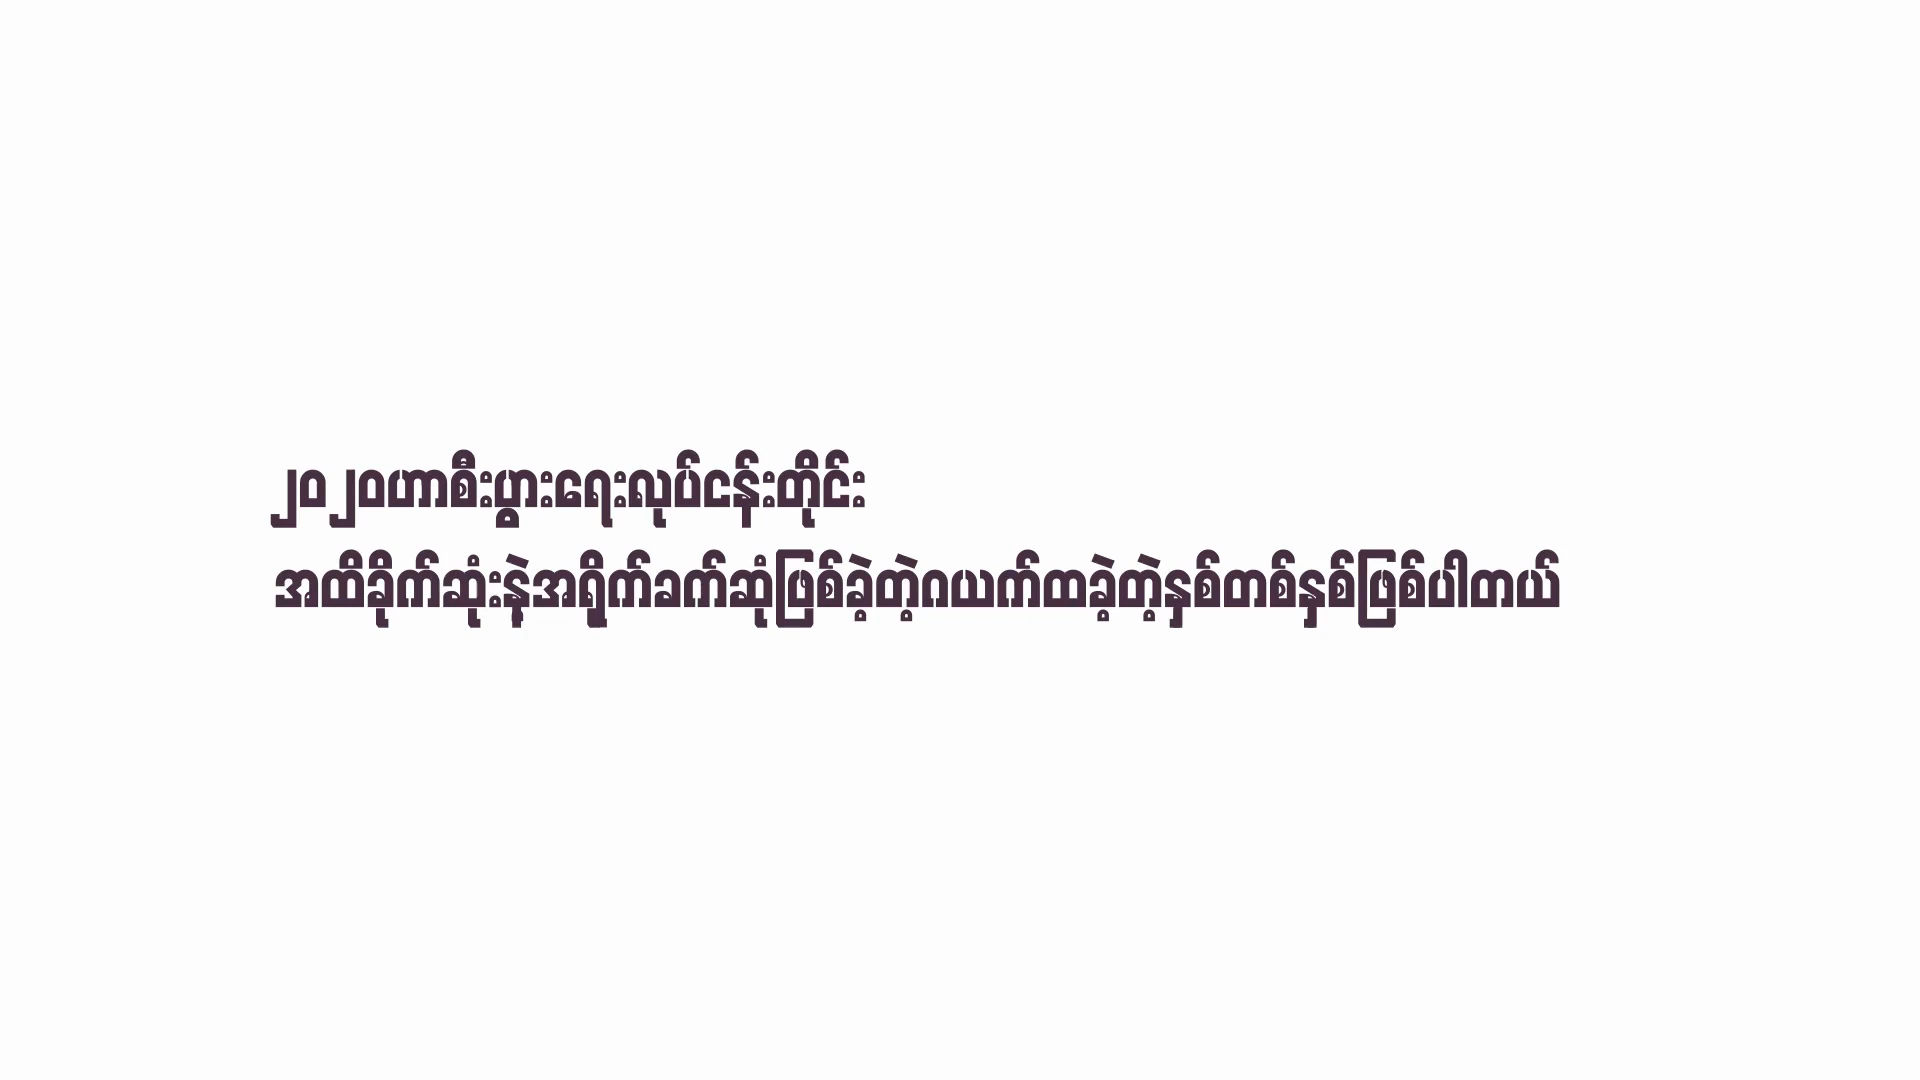 ၂၀၂၀ဟာစီးပွားရေးလုပ်ငန်းတိုင်း
အထိခိုက်ဆုံးနဲ့အရိုက်ခက်ဆုံဖြစ်ခဲ့တဲ့ဂယက်ထခဲ့တဲ့နှစ်တစ်နှစ်ဖြစ်ပါတယ်